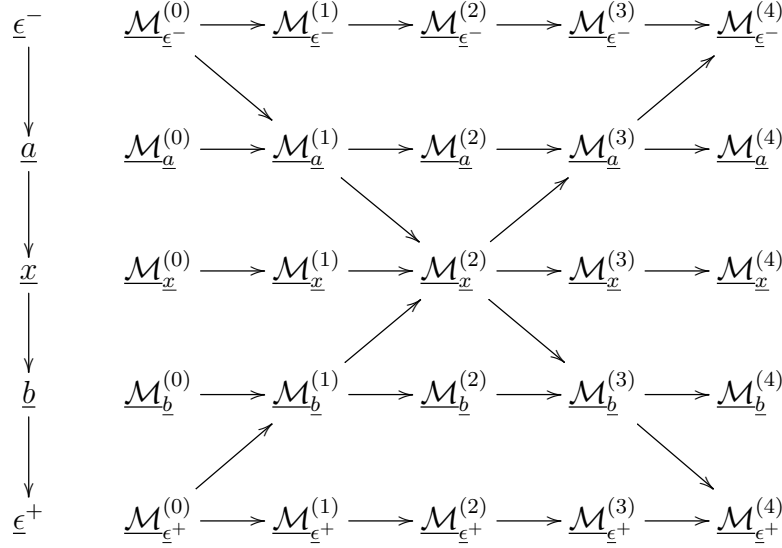 ϵ⁻ ℳ_ϵ⁻^(0) ℳ_ϵ⁻^(1) ℳ_ϵ⁻^(2) ℳ_ϵ⁻^(3) ℳ_ϵ⁻^(4)
a ℳ_a^(0) ℳ_a^(1) ℳ_a^(2) ℳ_a^(3) ℳ_a^(4)
x ℳ_x^(0) ℳ_x^(1) ℳ_x^(2) ℳ_x^(3) ℳ_x^(4)
b ℳ_b^(0) ℳ_b^(1) ℳ_b^(2) ℳ_b^(3) ℳ_b^(4)
ϵ⁺ ℳ_ϵ⁺^(0) ℳ_ϵ⁺^(1) ℳ_ϵ⁺^(2) ℳ_ϵ⁺^(3) ℳ_ϵ⁺^(4)